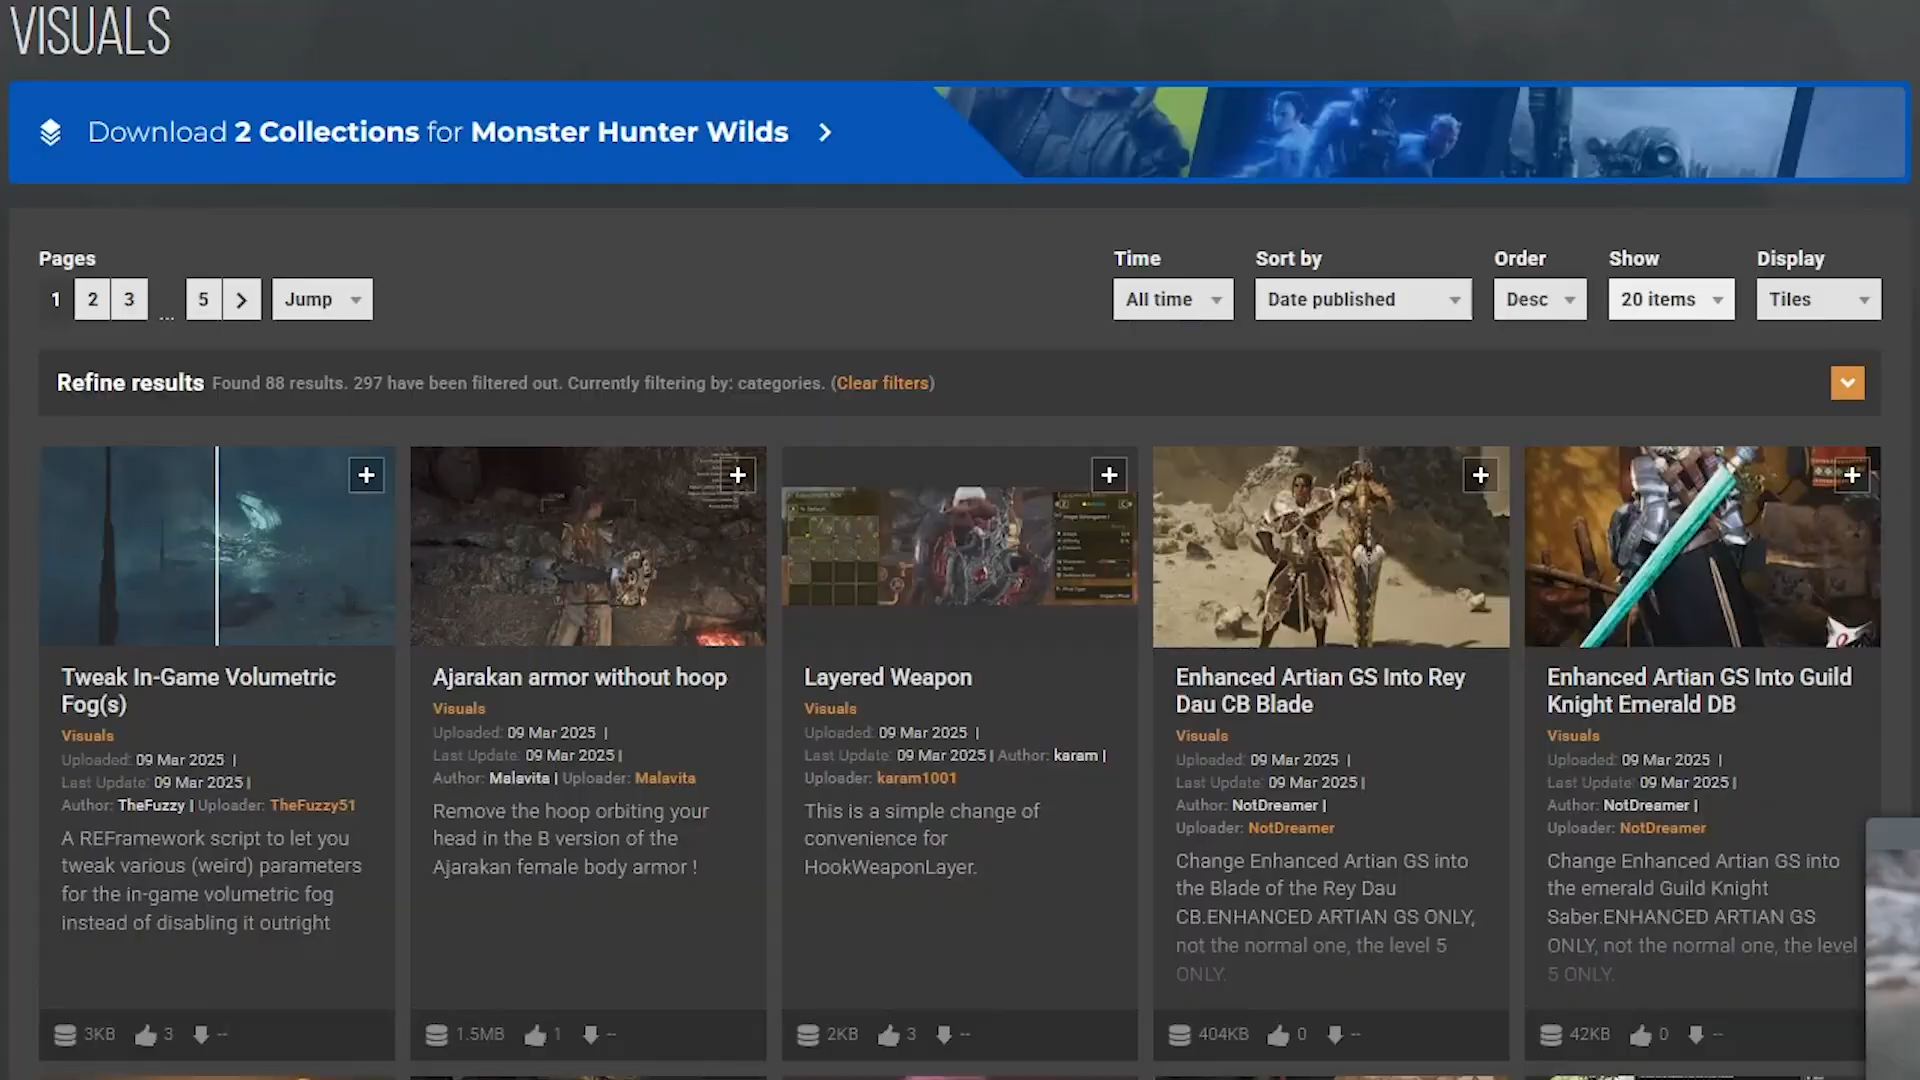 VISUALS
Download 2 Collections for Monster Hunter Wilds
Pages
1 2 3 ... 5 Jump
Time
All time
Sort by
Date published
Order
Desc
Show
20 items
Display
Tiles
Refine results Found 88 results. 297 have been filtered out. Currently filtering by: categories. (Clear filters)
Tweak In-Game Volumetric
Fog(s)
Visuals
Uploaded: 09 Mar 2025 |
Last Update: 09 Mar 2025 |
Author: TheFuzzy | Uploader: TheFuzzy51
A REFramework script to let you
tweak various (weird) parameters
for the in-game volumetric fog
instead of disabling it outright
3KB 3 --
Ajarakan armor without hoop
Visuals
Uploaded: 09 Mar 2025 |
Last Update: 09 Mar 2025 |
Author: Malavita | Uploader: Malavita
Remove the hoop orbiting your
head in the B version of the
Ajarakan female body armor !
1.5MB 1 --
Layered Weapon
Visuals
Uploaded: 09 Mar 2025 |
Last Update: 09 Mar 2025 | Author: karam |
Uploader: karam1001
This is a simple change of
convenience for
HookWeaponLayer.
2KB 3 --
Enhanced Artian GS Into Rey
Dau CB Blade
Visuals
Uploaded: 09 Mar 2025 |
Last Update: 09 Mar 2025 |
Author: NotDreamer |
Uploader: NotDreamer
Change Enhanced Artian GS into
the Blade of the Rey Dau
CB.ENHANCED ARTIAN GS ONLY,
not the normal one, the level 5
ONLY.
404KB 0 --
Enhanced Artian GS Into Guild
Knight Emerald DB
Visuals
Uploaded: 09 Mar 2025 |
Last Update: 09 Mar 2025 |
Author: NotDreamer |
Uploader: NotDreamer
Change Enhanced Artian GS into
the emerald Guild Knight
Saber.ENHANCED ARTIAN GS
ONLY, not the normal one, the level
5 ONLY.
42KB 0 --